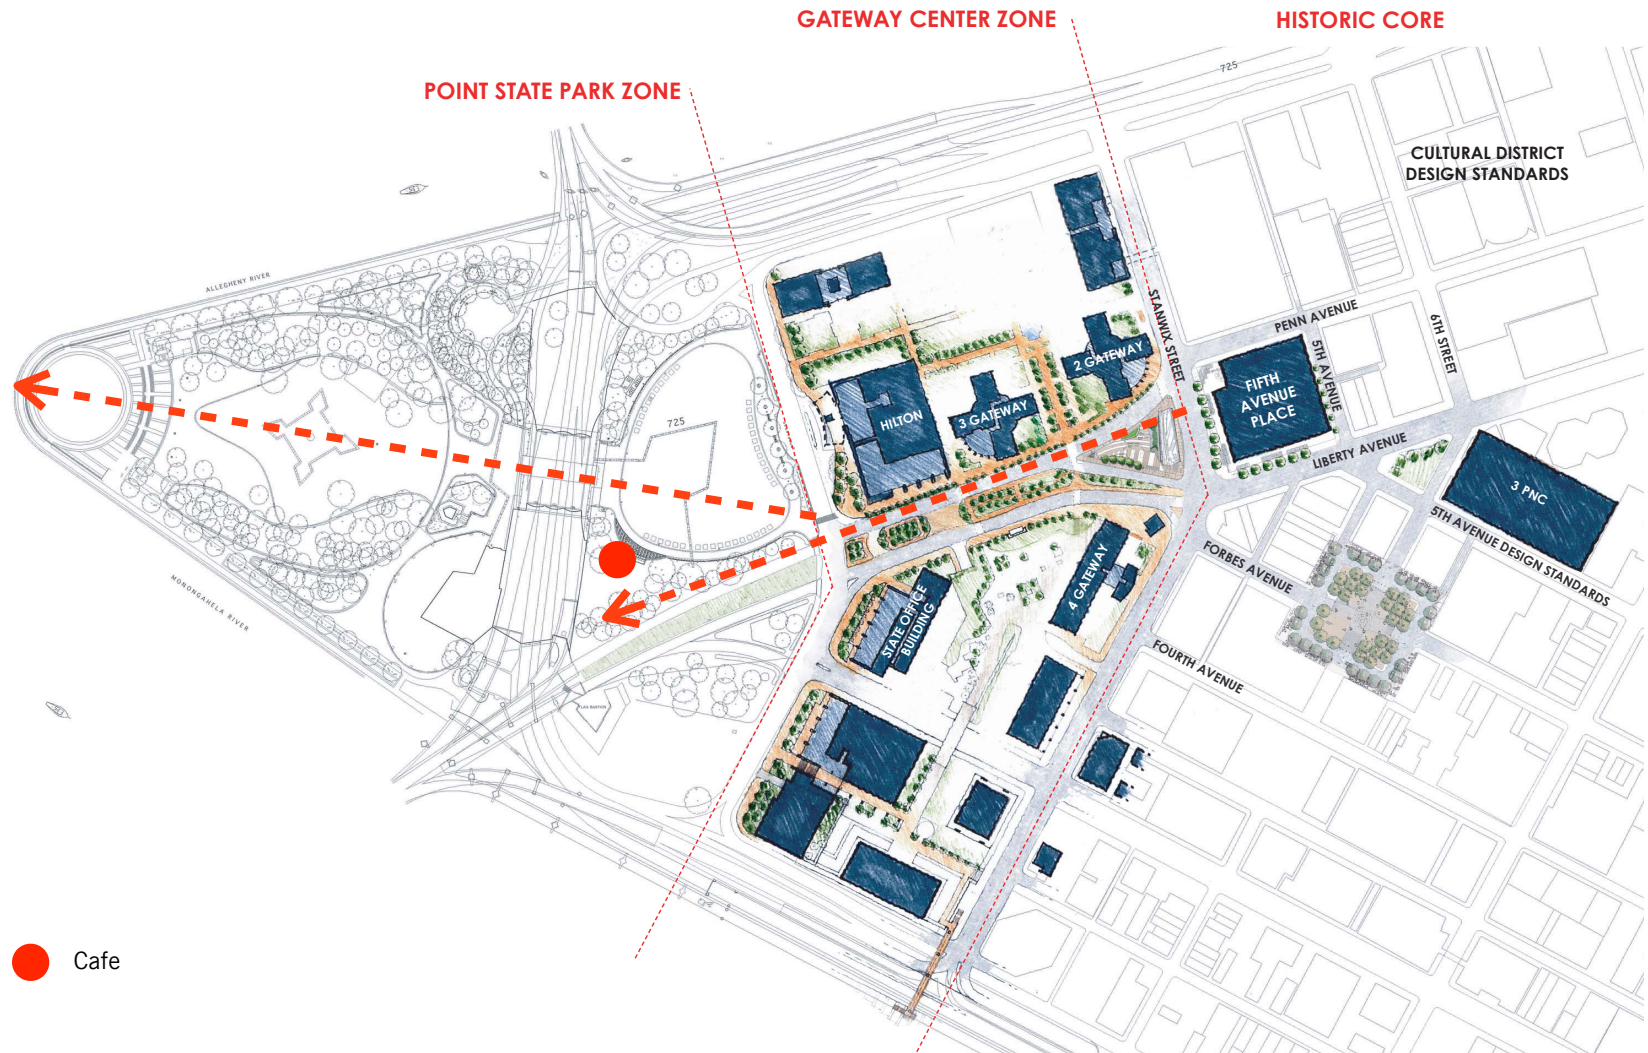 GATEWAY CENTER ZONE
HISTORIC CORE
POINT STATE PARK ZONE
725
CULTURAL DISTRICT
DESIGN STANDARDS
ALLEGHENY RIVER
STANWIX STREET
PENN AVENUE
5TH AVENUE
6TH STREET
2 GATEWAY
FIFTH
AVENUE
PLACE
HILTON
3 GATEWAY
725
LIBERTY AVENUE
3 PNC
5TH AVENUE DESIGN STANDARDS
FORBES AVENUE
4 GATEWAY
STATE OFFICE
BUILDING
MONONGAHELA RIVER
FOURTH AVENUE
Cafe